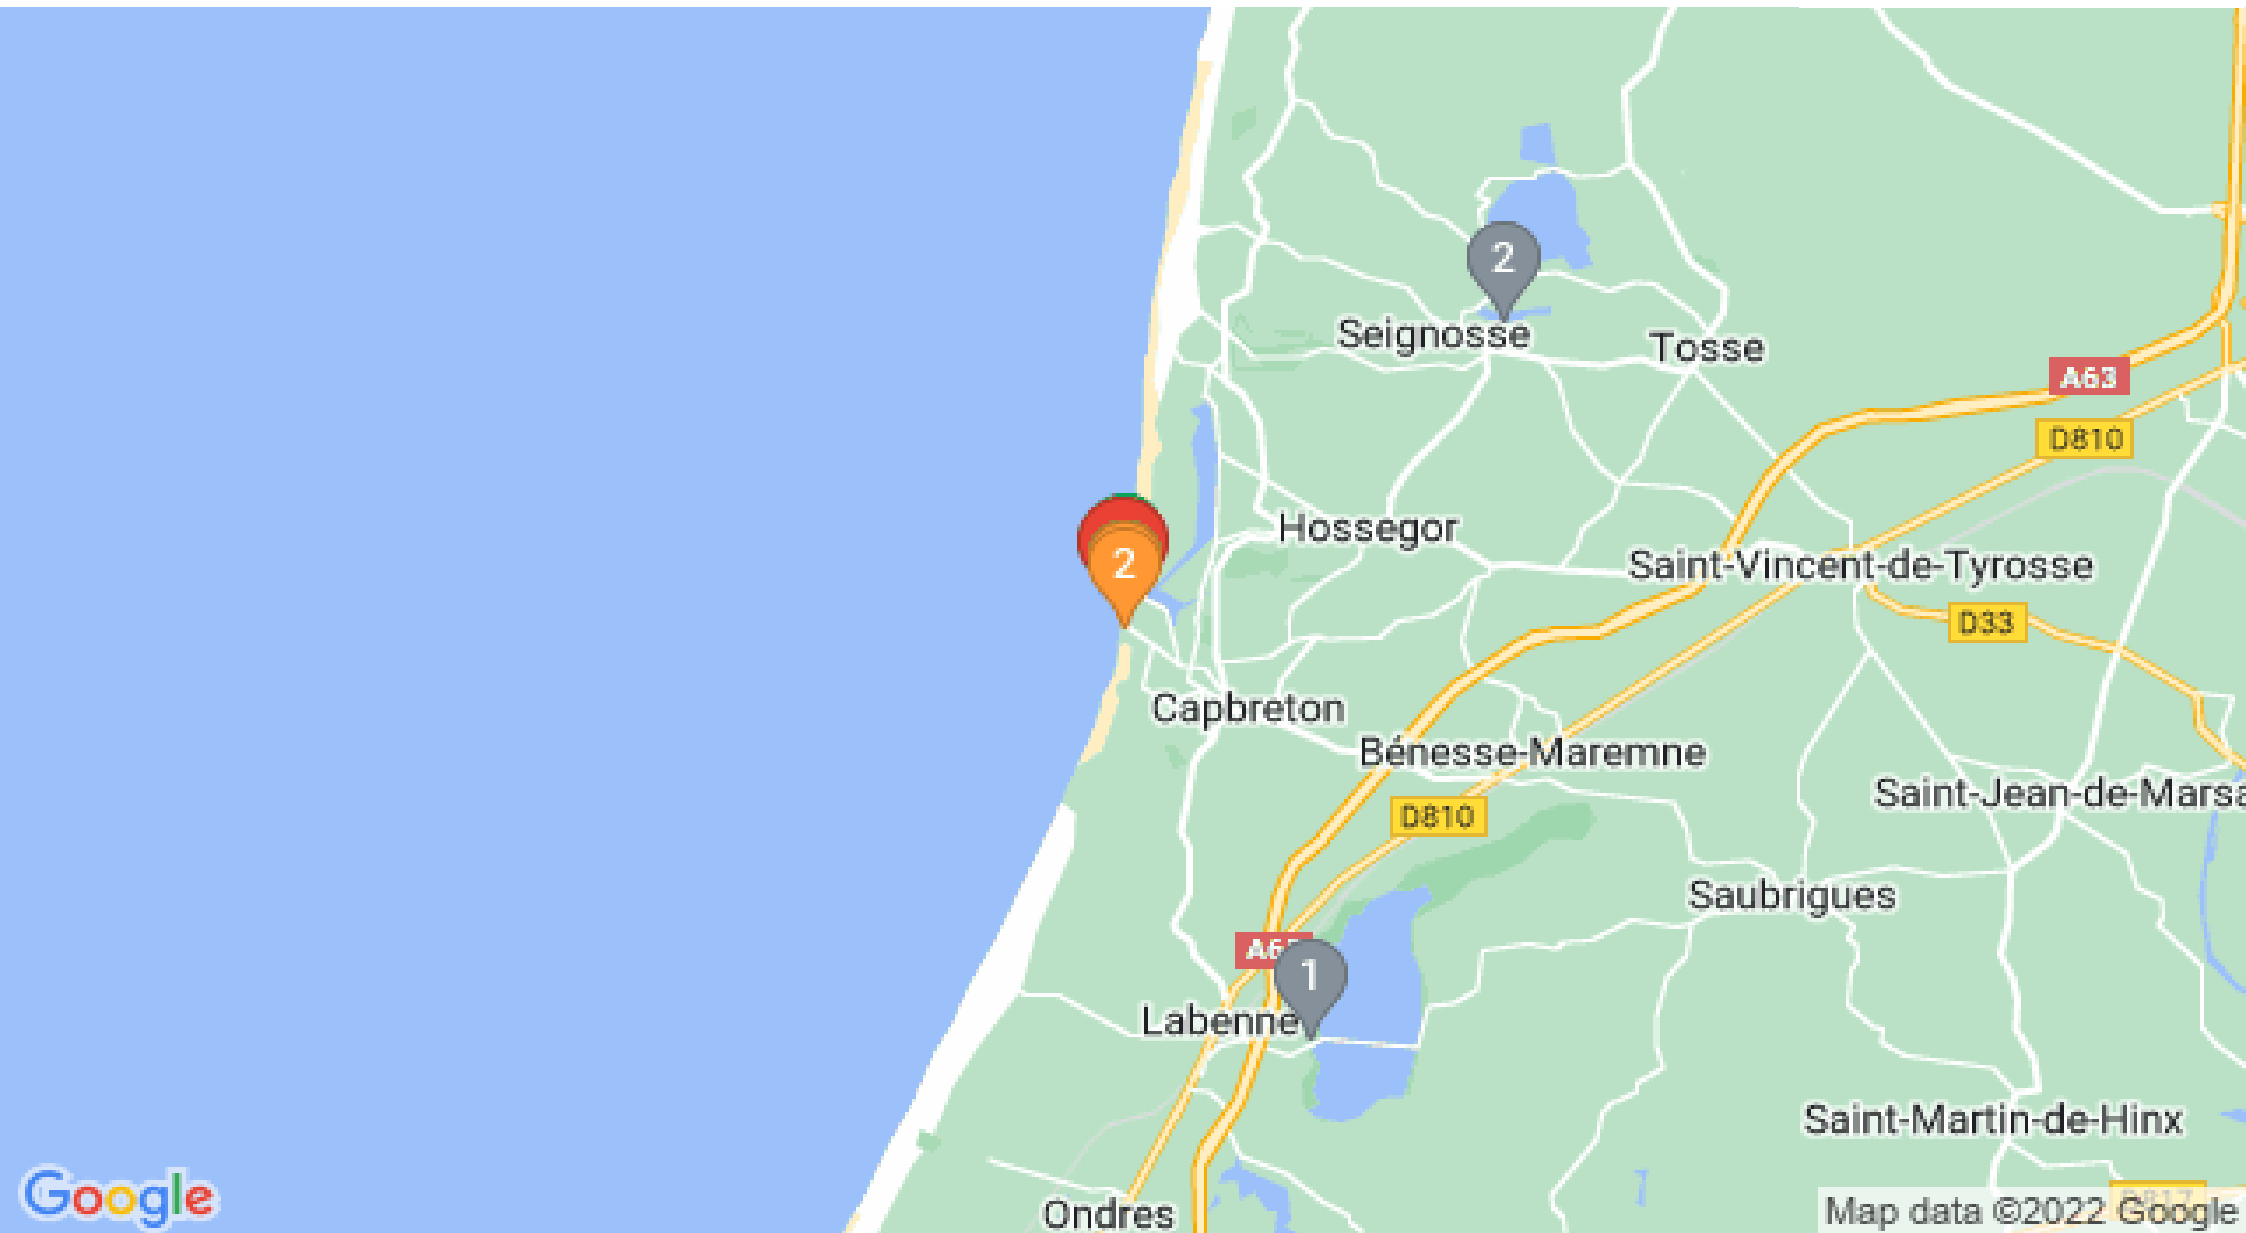 2
Seignosse
Tosse
A63
D810
Hossegor
2
Saint-Vincent-de-Tyrosse
D33
Capbreton
Bénesse-Maremne
Saint-Jean-de-Marsa
D810
Saubrigues
1
Labenne
Saint-Martin-de-Hinx
Google
Ondres
Map data ©2022 Google